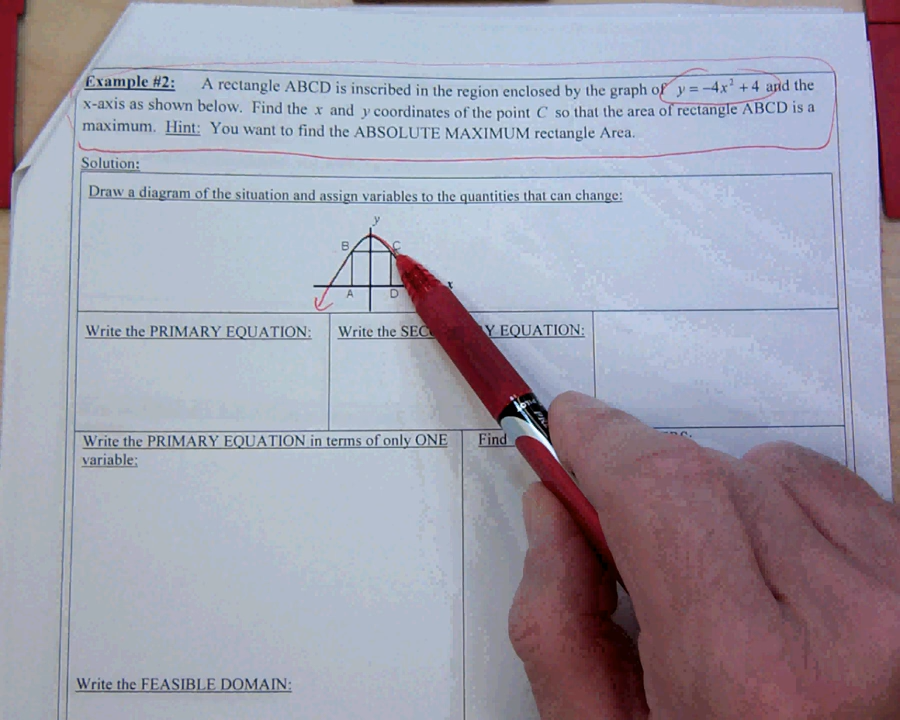 Example #2: A rectangle ABCD is inscribed in the region enclosed by the graph of y = -4x² + 4 and the
x-axis as shown below. Find the x and y coordinates of the point C so that the area of rectangle ABCD is a
maximum. Hint: You want to find the ABSOLUTE MAXIMUM rectangle Area.
Solution:
Draw a diagram of the situation and assign variables to the quantities that can change:
y
B C
x
A D
Write the PRIMARY EQUATION: Write the EQUATION:
Write the PRIMARY EQUATION in terms of only ONE Find
variable:
Write the FEASIBLE DOMAIN: